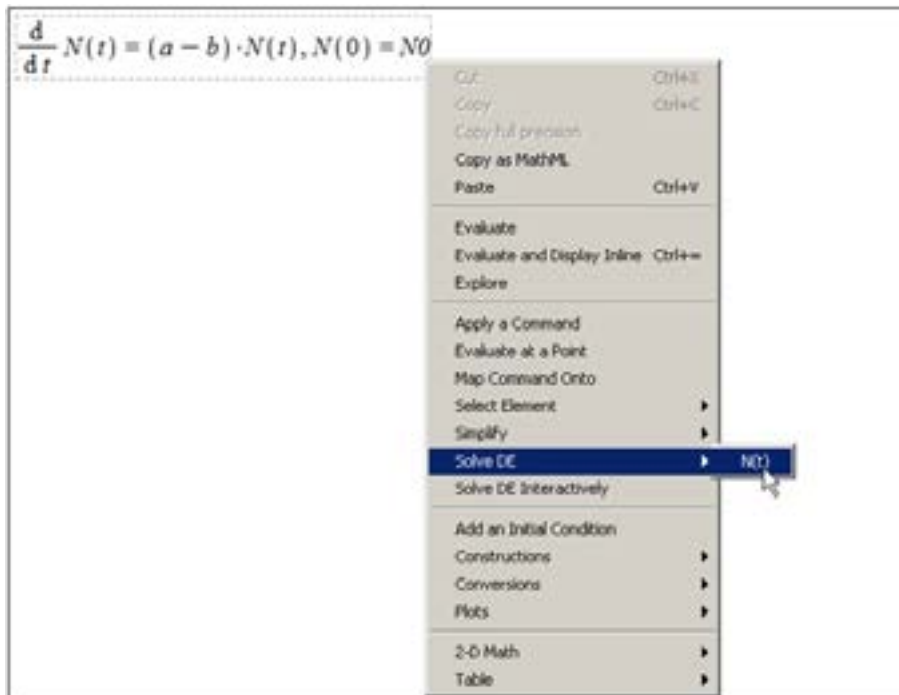 d/dt N(t) = (a − b)·N(t), N(0) = N0
Cut Ctrl+X
Copy Ctrl+C
Copy full precision
Copy as MathML
Paste Ctrl+V
Evaluate
Evaluate and Display Inline Ctrl+=
Explore
Apply a Command
Evaluate at a Point
Map Command Onto
Select Element
Simplify
Solve DE N(t)
Solve DE Interactively
Add an Initial Condition
Constructions
Conversions
Plots
2-D Math
Table